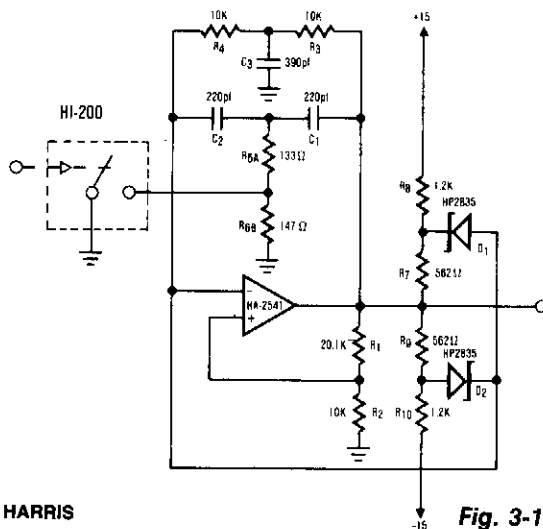 10K
10K
R4
R3
C3
390pf
HI-200
220pf
220pf
C2
C1
R6A
133Ω
R6B
147Ω
HA-2541
-
+
20.1K
R1
10K
R2
+15
R8
1.2K
HP2835
D1
R7
562Ω
R9
562Ω
HP2835
D2
R10
1.2K
-15
HARRIS
Fig. 3-1